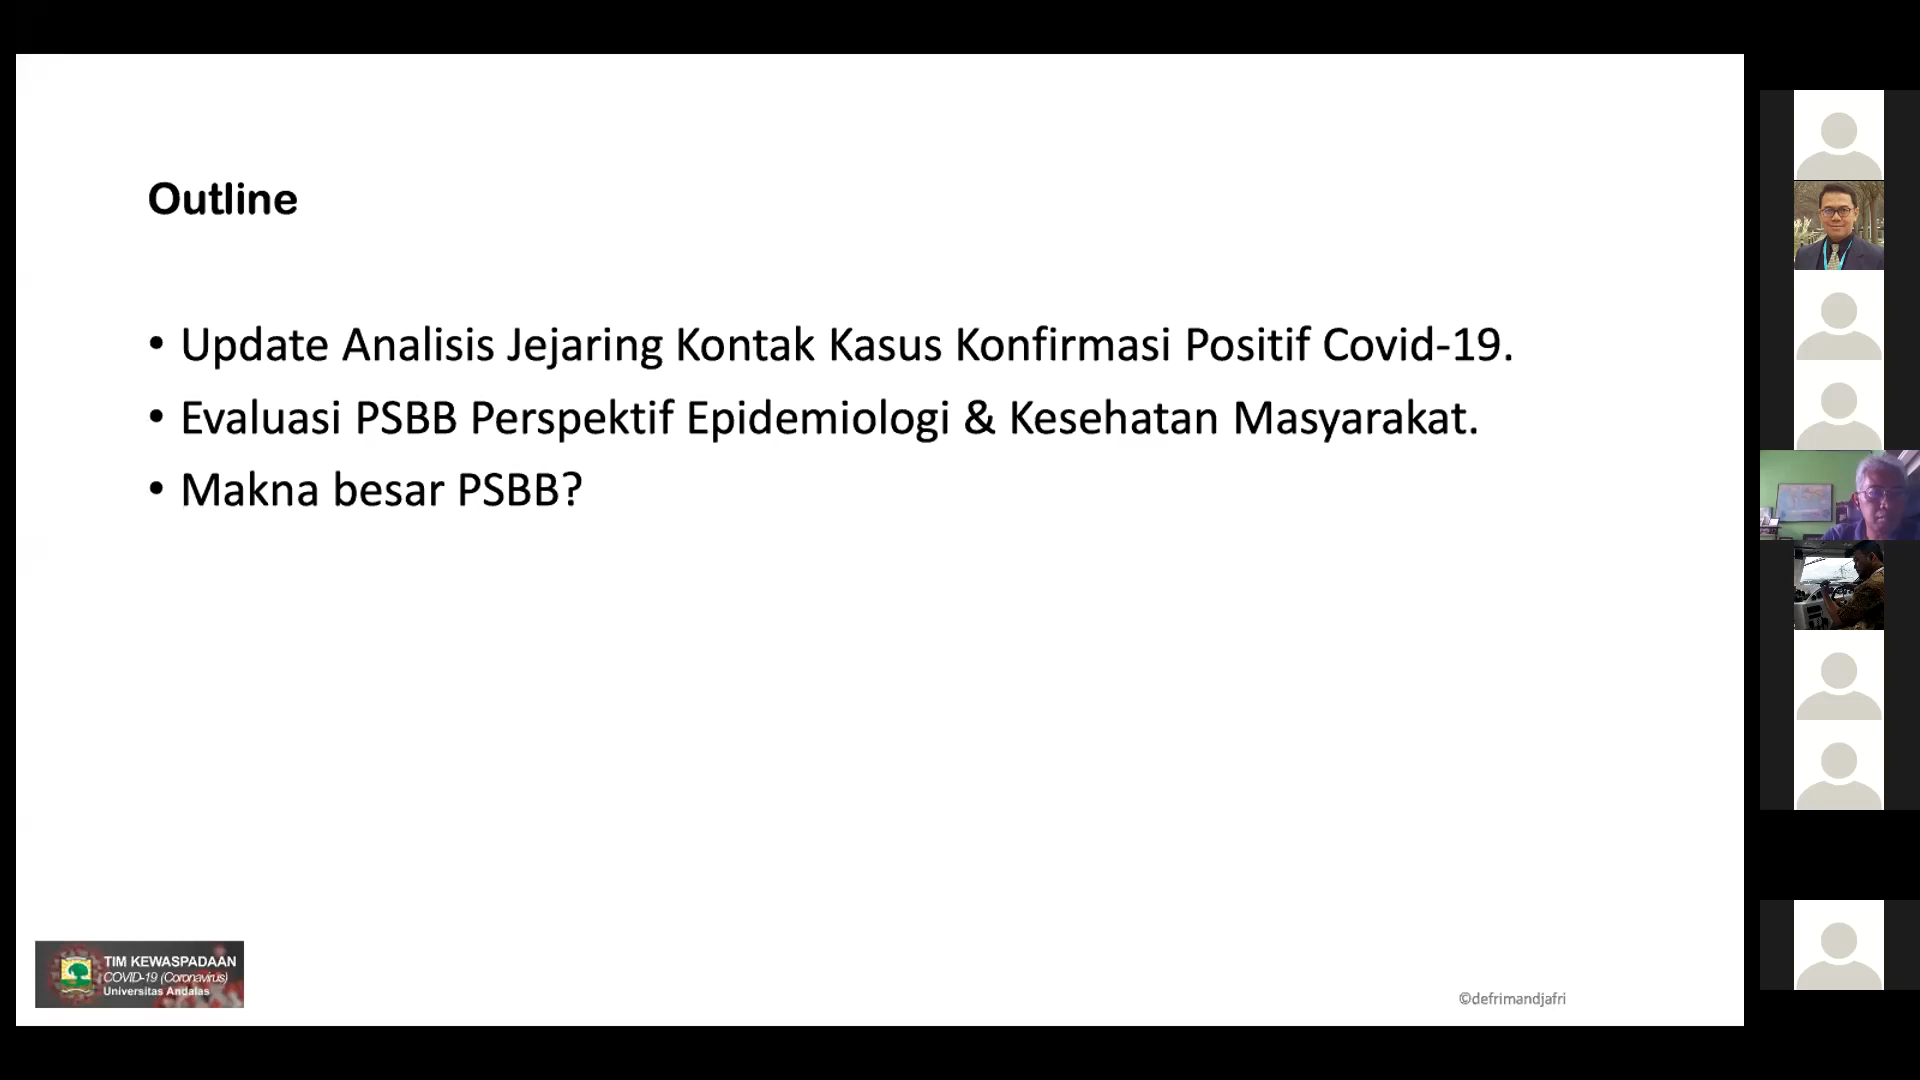 Outline
• Update Analisis Jejaring Kontak Kasus Konfirmasi Positif Covid-19.
• Evaluasi PSBB Perspektif Epidemiologi & Kesehatan Masyarakat.
• Makna besar PSBB?
TIM KEWASPADAAN
COVID-19 (Coronavirus)
Universitas Andalas
©defrimandjafri